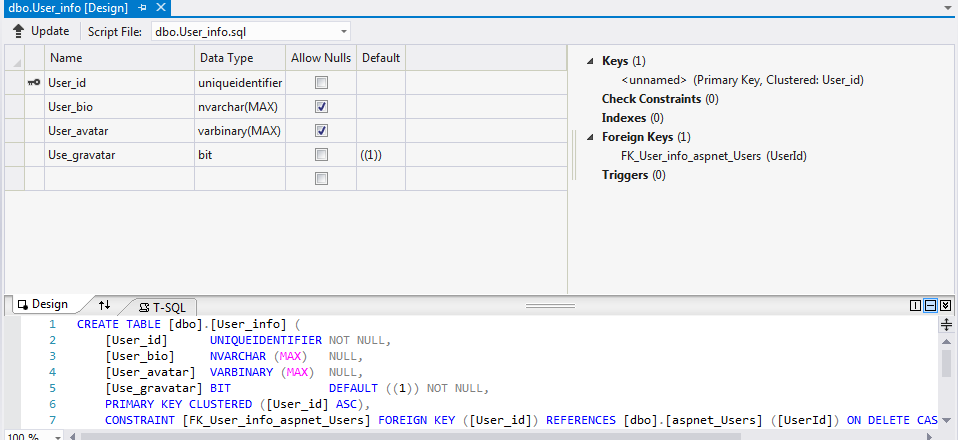 dbo.User_info [Design]
Update Script File: dbo.User_info.sql
Name Data Type Allow Nulls Default
User_id uniqueidentifier
User_bio nvarchar(MAX)
User_avatar varbinary(MAX)
Use_gravatar bit ((1))
Keys (1)
<unnamed> (Primary Key, Clustered: User_id)
Check Constraints (0)
Indexes (0)
Foreign Keys (1)
FK_User_info_aspnet_Users (UserId)
Triggers (0)
Design T-SQL
1 CREATE TABLE [dbo].[User_info] (
2 [User_id] UNIQUEIDENTIFIER NOT NULL,
3 [User_bio] NVARCHAR (MAX) NULL,
4 [User_avatar] VARBINARY (MAX) NULL,
5 [Use_gravatar] BIT DEFAULT ((1)) NOT NULL,
6 PRIMARY KEY CLUSTERED ([User_id] ASC),
7 CONSTRAINT [FK_User_info_aspnet_Users] FOREIGN KEY ([User_id]) REFERENCES [dbo].[aspnet_Users] ([UserId]) ON DELETE CAS
100 %